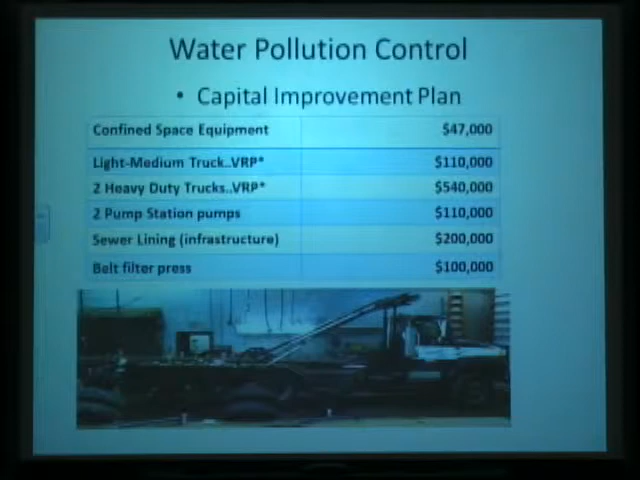 Water Pollution Control
• Capital Improvement Plan
Confined Space Equipment $47,000
Light-Medium Truck..VRP* $110,000
2 Heavy Duty Trucks..VRP* $540,000
2 Pump Station pumps $110,000
Sewer Lining (infrastructure) $200,000
Belt filter press $100,000